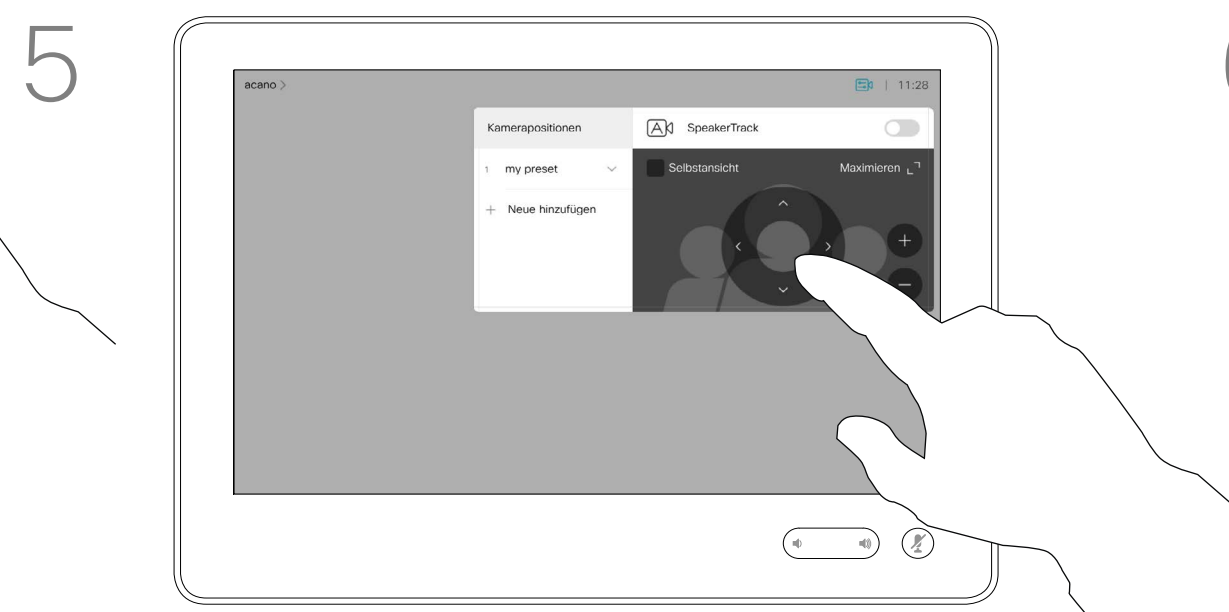 5
acano >
| 11:28
Kamerapositionen
SpeakerTrack
1 my preset
Selbstansicht
Maximieren
+ Neue hinzufügen